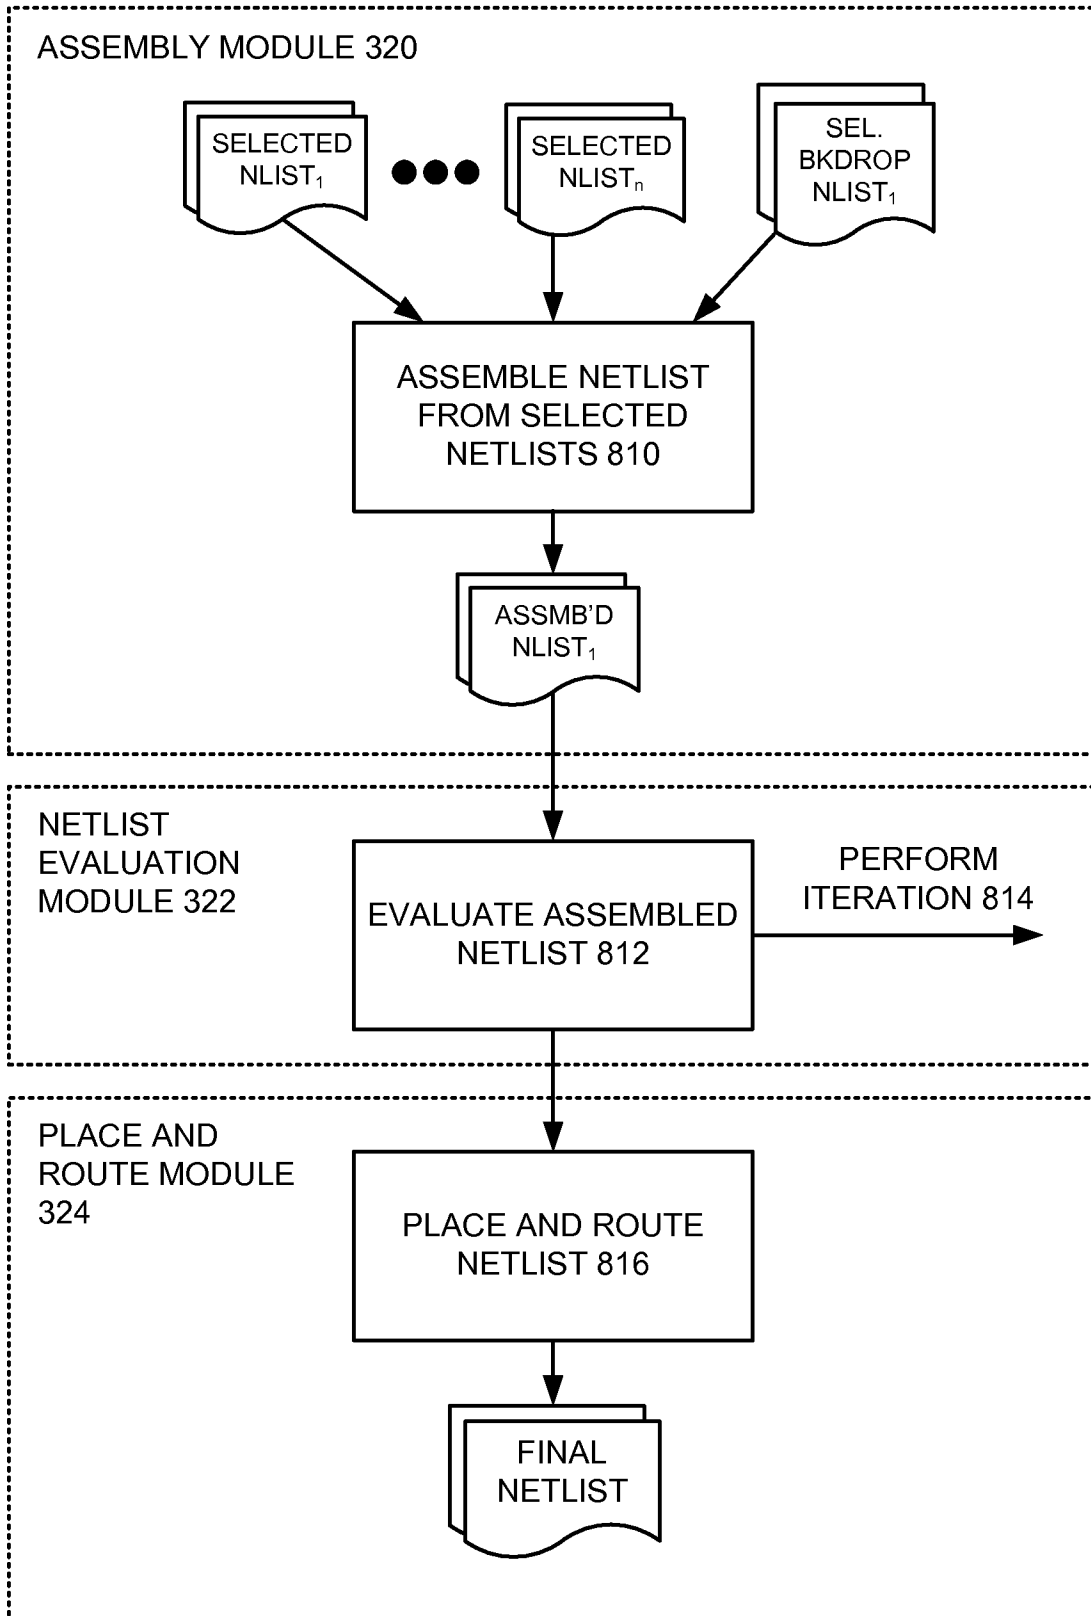 ASSEMBLY MODULE 320
SELECTED
NLIST₁
SELECTED
NLISTₙ
SEL.
BKDROP
NLIST₁
ASSEMBLE NETLIST
FROM SELECTED
NETLISTS 810
ASSMB'D
NLIST₁
NETLIST
EVALUATION
MODULE 322
EVALUATE ASSEMBLED
NETLIST 812
PERFORM
ITERATION 814
PLACE AND
ROUTE MODULE
324
PLACE AND ROUTE
NETLIST 816
FINAL
NETLIST